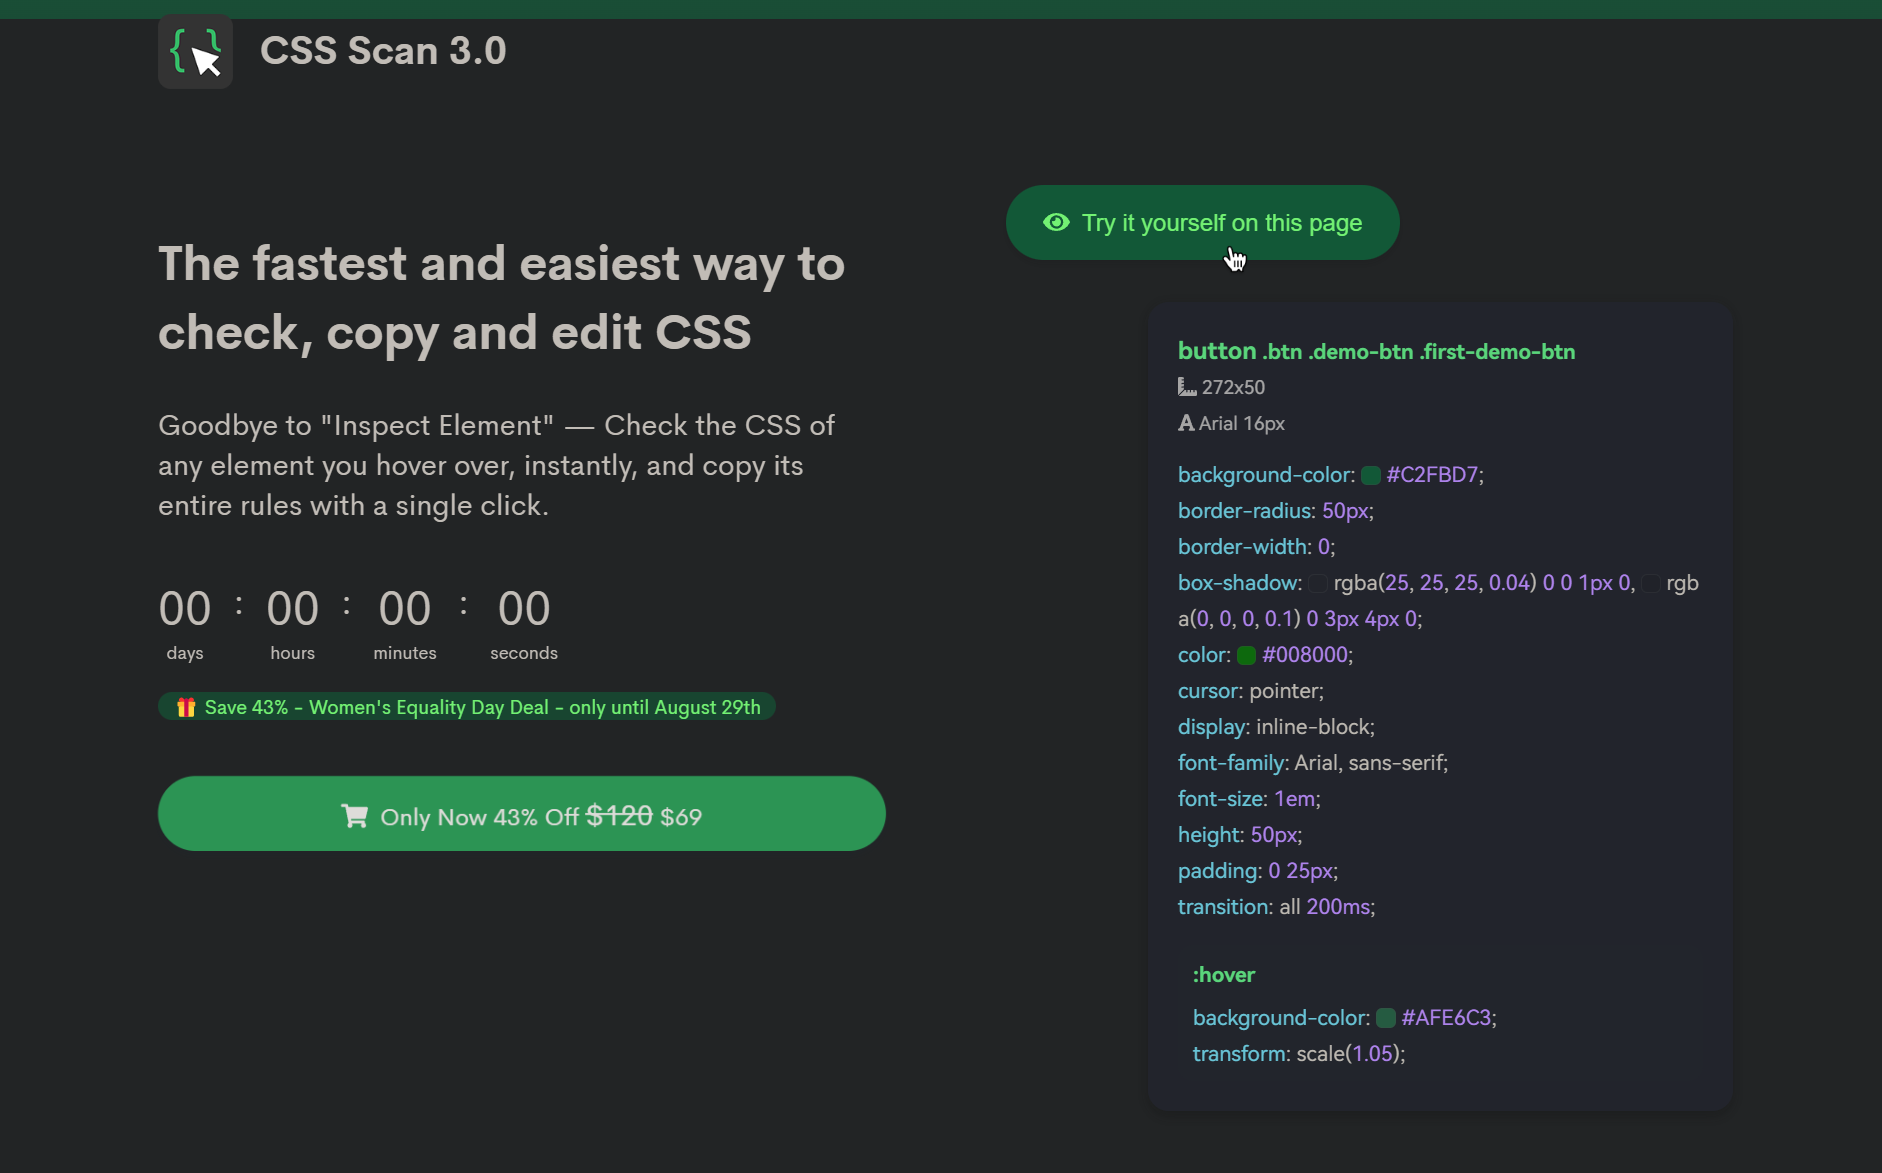 CSS Scan 3.0
The fastest and easiest way to
check, copy and edit CSS
Goodbye to "Inspect Element" — Check the CSS of
any element you hover over, instantly, and copy its
entire rules with a single click.
00 : 00 : 00 : 00
days hours minutes seconds
Save 43% - Women's Equality Day Deal - only until August 29th
Only Now 43% Off $120 $69
Try it yourself on this page
button .btn .demo-btn .first-demo-btn
272x50
Arial 16px
background-color: #C2FBD7;
border-radius: 50px;
border-width: 0;
box-shadow: rgba(25, 25, 25, 0.04) 0 0 1px 0, rgb
a(0, 0, 0, 0.1) 0 3px 4px 0;
color: #008000;
cursor: pointer;
display: inline-block;
font-family: Arial, sans-serif;
font-size: 1em;
height: 50px;
padding: 0 25px;
transition: all 200ms;
:hover
background-color: #AFE6C3;
transform: scale(1.05);